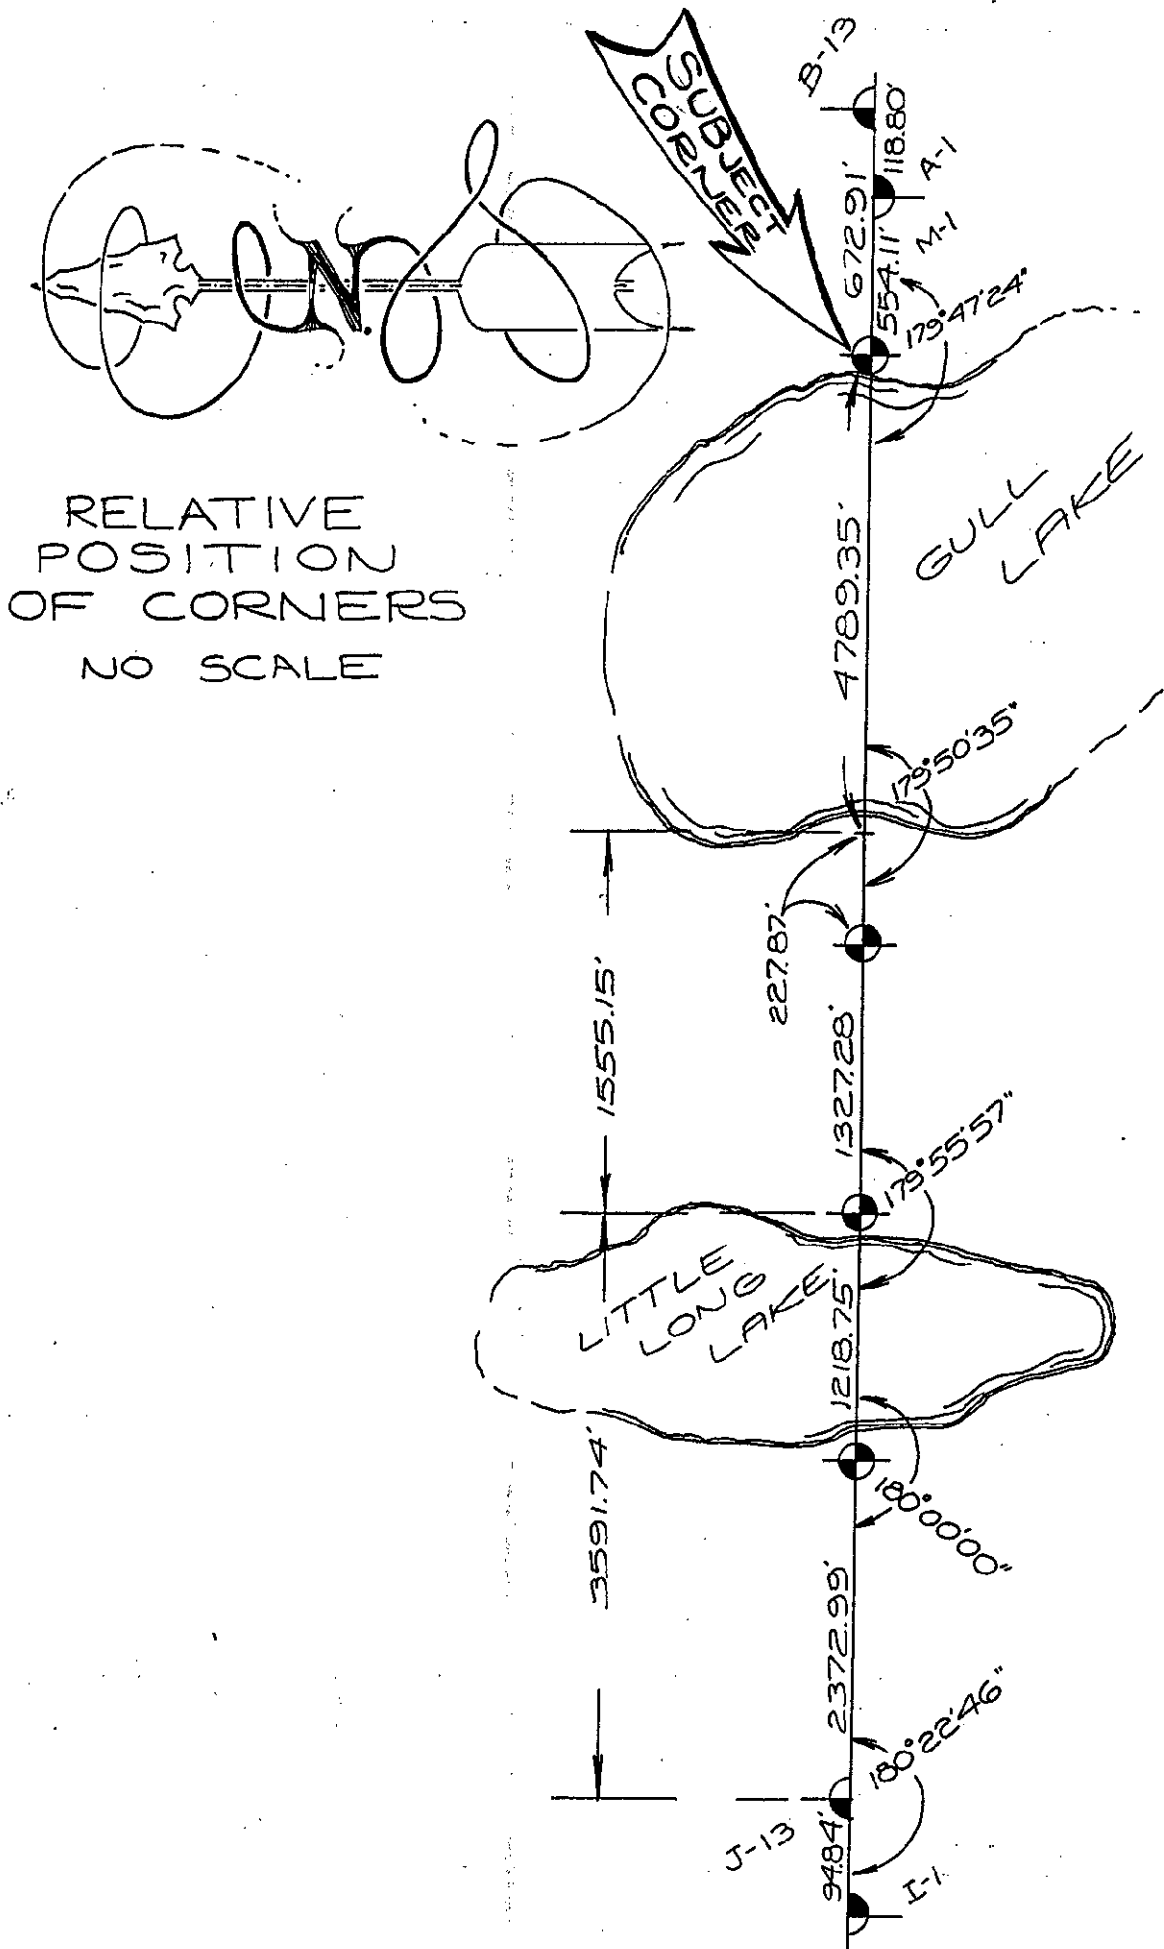 B-13
SUBJECT
CORNER
118.80'
A-1
672.91'
554.11'
M-1
179°47'24"
N.
RELATIVE
POSITION
OF CORNERS
NO SCALE
GULL
LAKE
4789.35'
179°50'35"
227.87'
1555.15'
1327.28'
179°55'57"
LITTLE
LONG
LAKE
1218.75'
3591.74'
180°00'00"
2372.99'
180°22'46"
J-13
94.84'
I-1